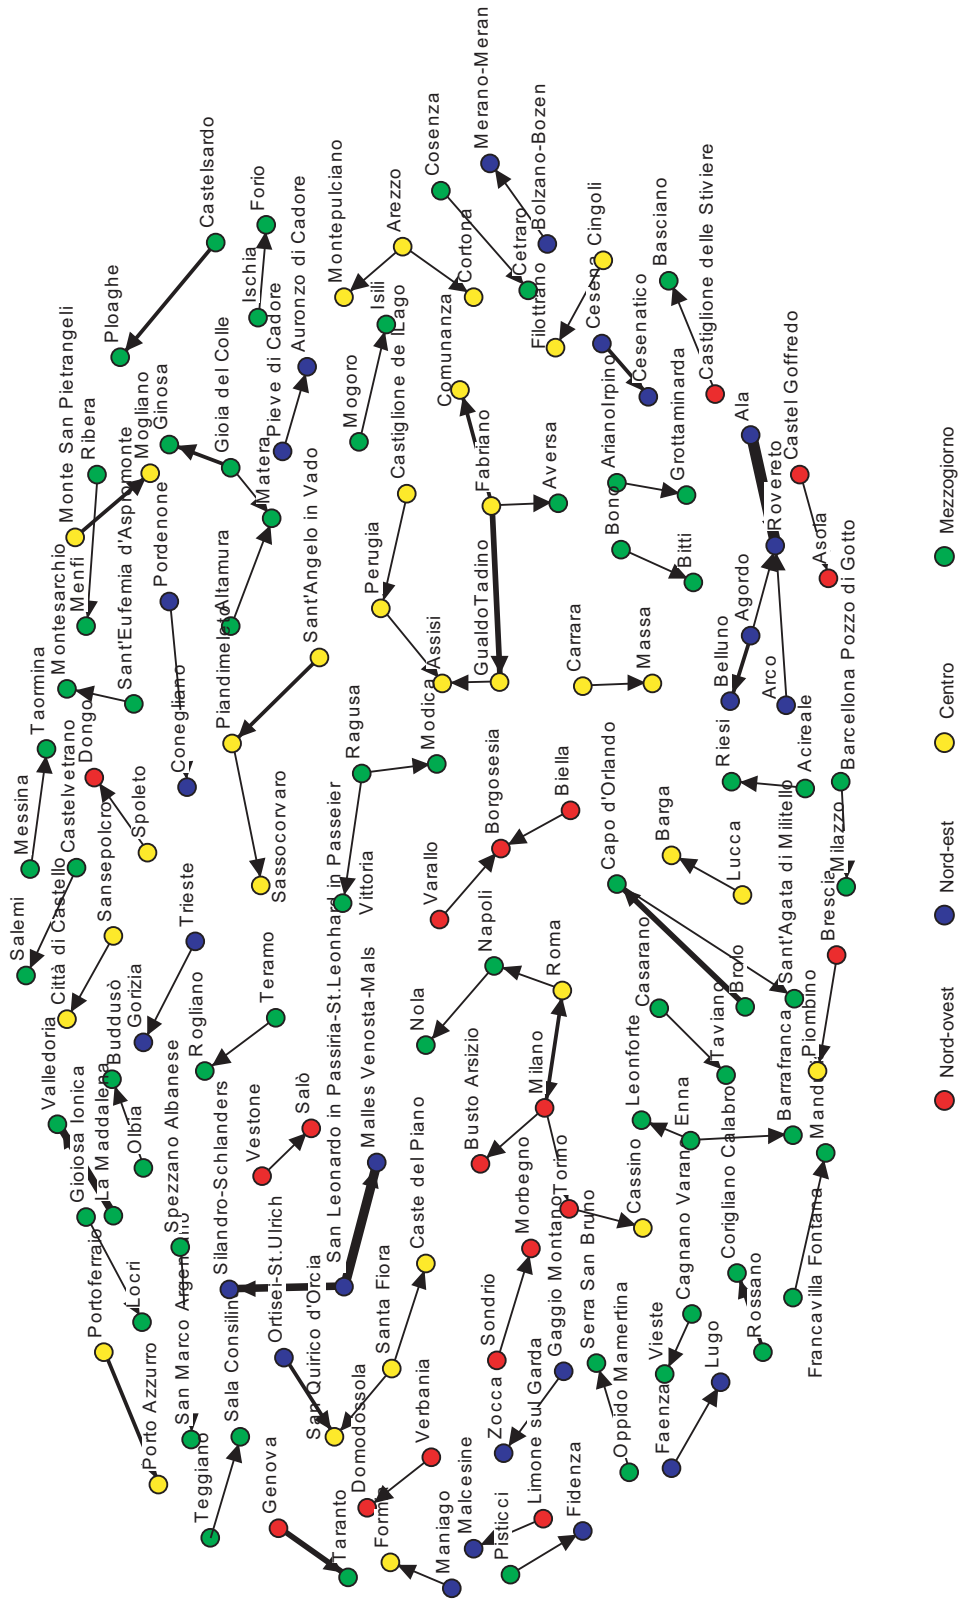 Salemi
Messina
Taormina
Valledoria
Città di Castello
Castelvetrano
Montesarchio
Monte San Pietrangeli
Gioiosa Ionica
Menfi
Dongo
Ribera
Portoferraio
La Maddalena
Sansepolcro
Ploaghe
Buddusò
Sant'Eufemia d'Aspromonte
Olbia
Locri
Gorizia
Spoleto
Mogliano
Porto Azzurro
Pordenone
Ginosa
Spezzano Albanese
Conegliano
San Marco Argentano
Trieste
Rogliano
Teggiano
Castelsardo
Silandro-Schlanders
Piandimeleto
Altamura
Gioia del Colle
Sala Consilina
Ischia
Vestone
Forio
Teramo
Matera
Genova
Ortisei-St.Ulrich
Pieve di Cadore
Sassocorvaro
Auronzo di Cadore
Salò
Sant'Angelo in Vado
San Quirico d'Orcia
San Leonardo in Passiria-St.Leonhard in Passeier
Montepulciano
Taranto
Mogoro
Ragusa
Domodossola
Vittoria
Malles Venosta-Mals
Perugia
Isili
Formia
Santa Fiora
Arezzo
Castiglione del Lago
Caste del Piano
Nola
Verbania
Modica
Assisi
Varallo
Cosenza
Maniago
Comunanza
Cortona
Malcesine
Busto Arsizio
Gualdo Tadino
Fabriano
Merano-Meran
Napoli
Sondrio
Zocca
Borgosesia
Pisticci
Cetraro
Morbegno
Limone sul Garda
Milano
Filottrano
Bolzano-Bozen
Aversa
Roma
Gaggio Montano
Torino
Biella
Fidenza
Carrara
Serra San Bruno
Cesena
Cingoli
Capo d'Orlando
Bono
Ariano Irpino
Oppido Mamertina
Leonforte
Cassino
Casarano
Massa
Cesenatico
Vieste
Barga
Basciano
Faenza
Grottaminarda
Enna
Cagnano Varano
Bitti
Castiglione delle Stiviere
Lugo
Taviano
Riesi
Belluno
Corigliano Calabro
Lucca
Brolo
Agordo
Ala
Rossano
Arco
Rovereto
Barrafranca
Sant'Agata di Militello
Acireale
Castel Goffredo
Francavilla Fontana
Piombino
Asola
Brescia
Milazzo
Barcellona Pozzo di Gotto
Nord-ovest
Nord-est
Centro
Mezzogiorno